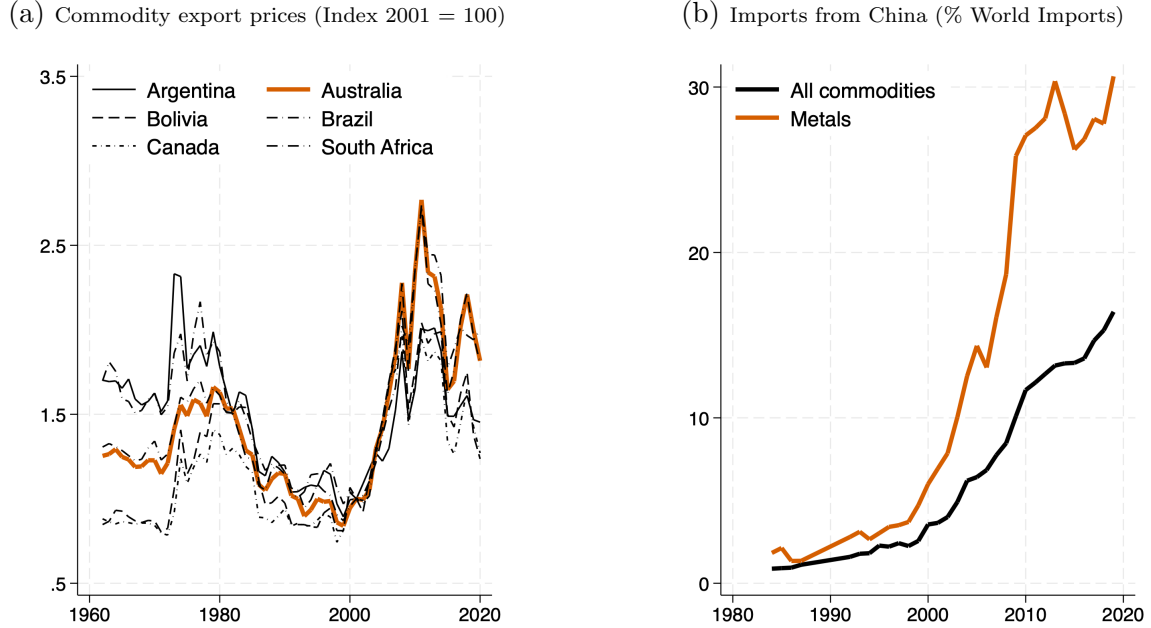 (a) Commodity export prices (Index 2001 = 100)
3.5
2.5
1.5
.5
1960 1980 2000 2020
Argentina Australia
Bolivia Brazil
Canada South Africa
(b) Imports from China (% World Imports)
30
20
10
0
1980 1990 2000 2010 2020
All commodities
Metals